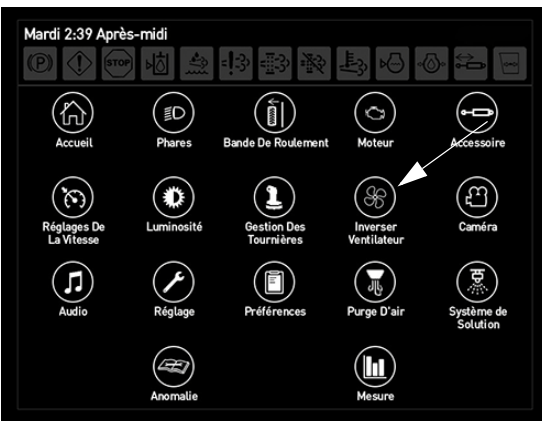 Mardi 2:39 Après-midi
(P) STOP
Accueil Phares Bande De Roulement Moteur Accessoire
Réglages De La Vitesse
Luminosité
Gestion Des Tournières
Inverser Ventilateur
Caméra
Audio Réglage Préférences Purge D'air Système de Solution
Anomalie Mesure